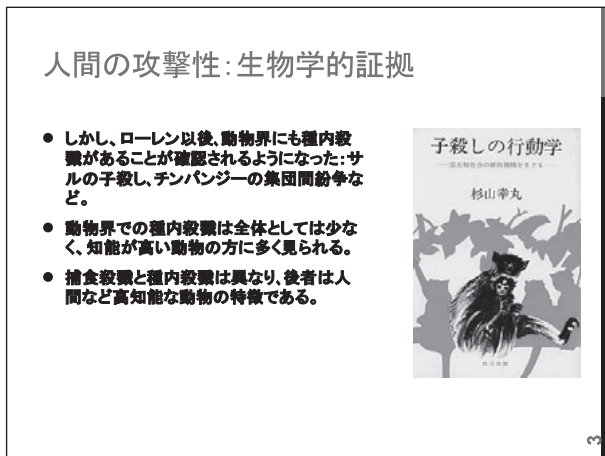 人間の攻撃性：生物学的証拠
● しかし、ローレン以後、動物界にも種内殺
戮があることが確認されるようになった：サ
ルの子殺し、チンパンジーの集団間紛争な
ど。
● 動物界での種内殺戮は全体としては少な
く、知能が高い動物の方に多く見られる。
● 捕食殺戮と種内殺戮は異なり、後者は人
間など高知能な動物の特徴である。
子殺しの行動学
杉山幸丸
3